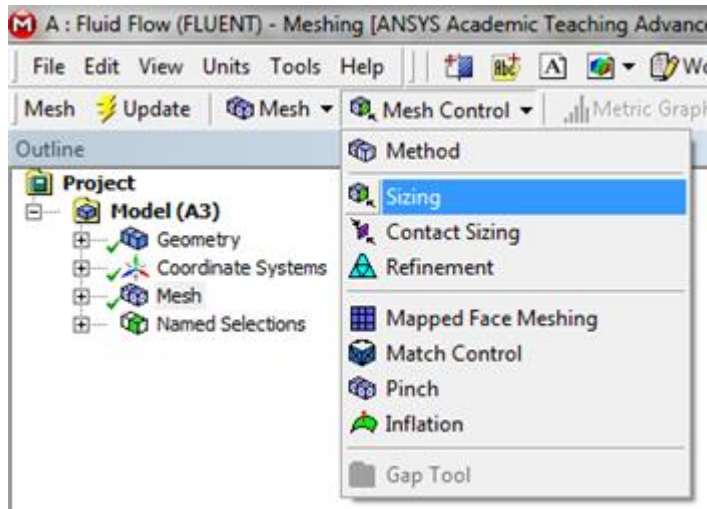 A : Fluid Flow (FLUENT) - Meshing [ANSYS Academic Teaching Advance
File Edit View Units Tools Help
Mesh Update Mesh Mesh Control Metric Graph
Outline
Project
Model (A3)
Geometry
Coordinate Systems
Mesh
Named Selections
Method
Sizing
Contact Sizing
Refinement
Mapped Face Meshing
Match Control
Pinch
Inflation
Gap Tool